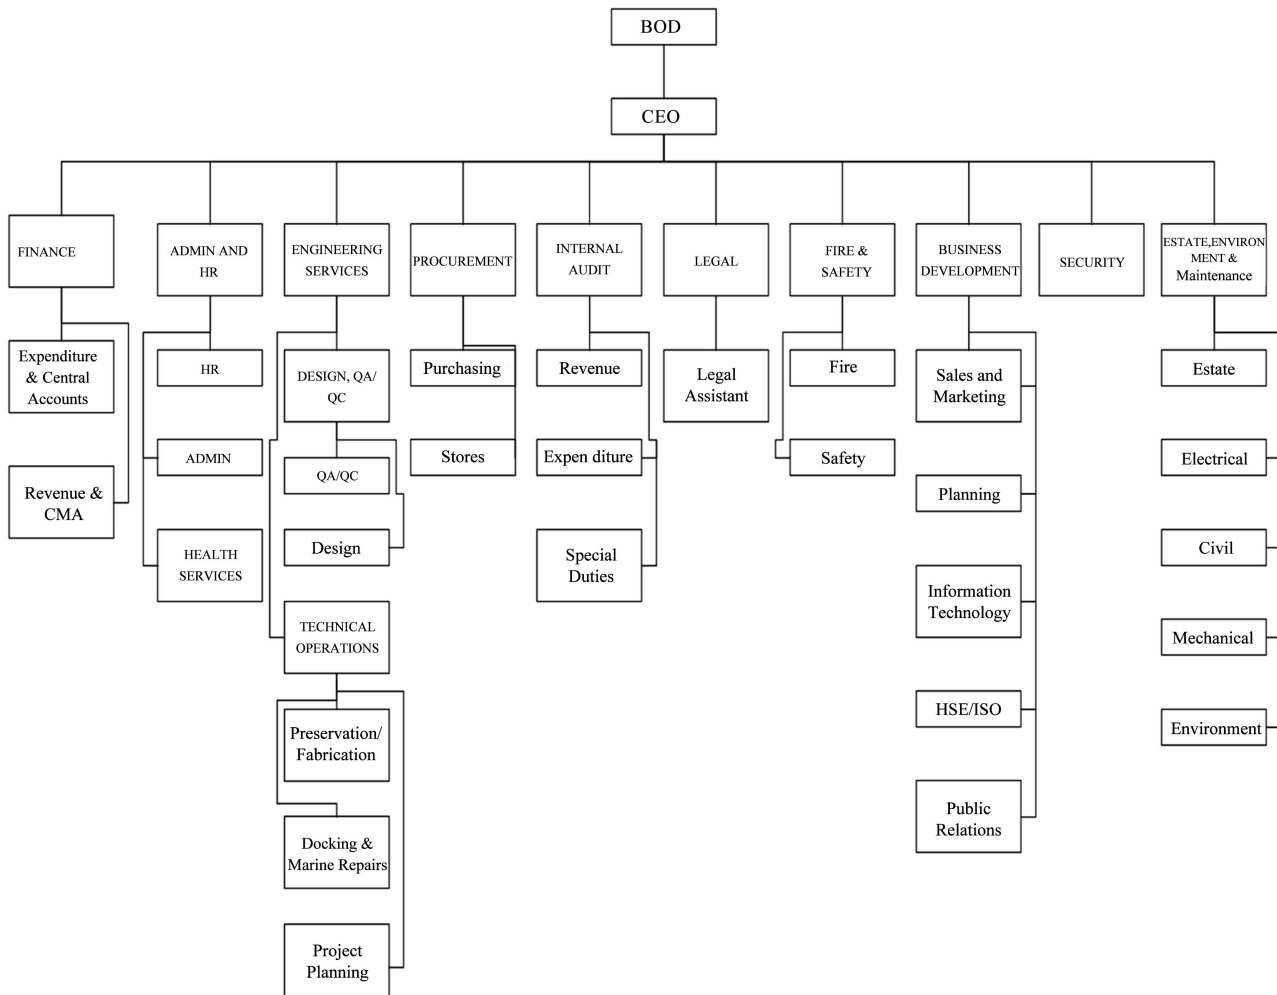 BOD
CEO
FINANCE
ADMIN AND
HR
ENGINEERING
SERVICES
PROCUREMENT
INTERNAL
AUDIT
LEGAL
FIRE &
SAFETY
BUSINESS
DEVELOPMENT
SECURITY
ESTATE,ENVIRON
MENT &
Maintenance
Expenditure
& Central
Accounts
Revenue &
CMA
HR
ADMIN
HEALTH
SERVICES
DESIGN, QA/
QC
QA/QC
Design
TECHNICAL
OPERATIONS
Preservation/
Fabrication
Docking &
Marine Repairs
Project
Planning
Purchasing
Stores
Revenue
Expen diture
Special
Duties
Legal
Assistant
Fire
Safety
Sales and
Marketing
Planning
Information
Technology
HSE/ISO
Public
Relations
Estate
Electrical
Civil
Mechanical
Environment